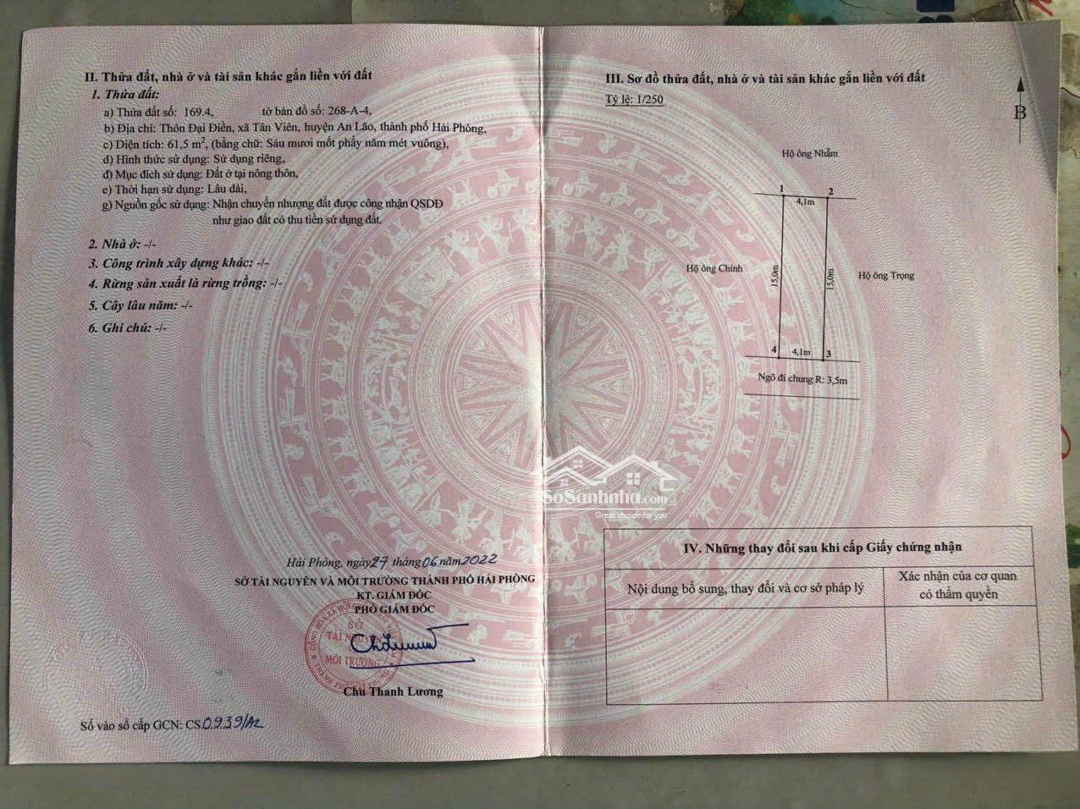 II. Thửa đất, nhà ở và tài sản khác gắn liền với đất
1. Thửa đất:
a) Thửa đất số: 169.4, tờ bản đồ số: 268-A-4,
b) Địa chỉ: Thôn Đại Điền, xã Tân Viên, huyện An Lão, thành phố Hải Phòng,
c) Diện tích: 61,5 m², (bằng chữ: Sáu mươi mốt phẩy năm mét vuông),
d) Hình thức sử dụng: Sử dụng riêng,
đ) Mục đích sử dụng: Đất ở tại nông thôn,
e) Thời hạn sử dụng: Lâu dài,
g) Nguồn gốc sử dụng: Nhận chuyển nhượng đất được công nhận QSDĐ
như giao đất có thu tiền sử dụng đất.
2. Nhà ở: -/-
3. Công trình xây dựng khác: -/-
4. Rừng sản xuất là rừng trồng: -/-
5. Cây lâu năm: -/-
6. Ghi chú: -/-
Hải Phòng, ngày 27 tháng 06 năm 2022
SỞ TÀI NGUYÊN VÀ MÔI TRƯỜNG THÀNH PHỐ HẢI PHÒNG
KT. GIÁM ĐỐC
PHÓ GIÁM ĐỐC
SỞ
TÀI NGUYÊN
MÔI TRƯỜNG
Chu Thanh Lương
Số vào sổ cấp GCN: CS 0939/AL
III. Sơ đồ thửa đất, nhà ở và tài sản khác gắn liền với đất
Tỷ lệ: 1/250
B
Hộ ông Nhẫm
1 2
4,1m
Hộ ông Chính
15,0m
15,0m
Hộ ông Trọng
4 4,1m 3
Ngõ đi chung R: 3,5m
SoSanhnha.com
Great choice for you
IV. Những thay đổi sau khi cấp Giấy chứng nhận
Nội dung bổ sung, thay đổi và cơ sở pháp lý
Xác nhận của cơ quan
có thẩm quyền